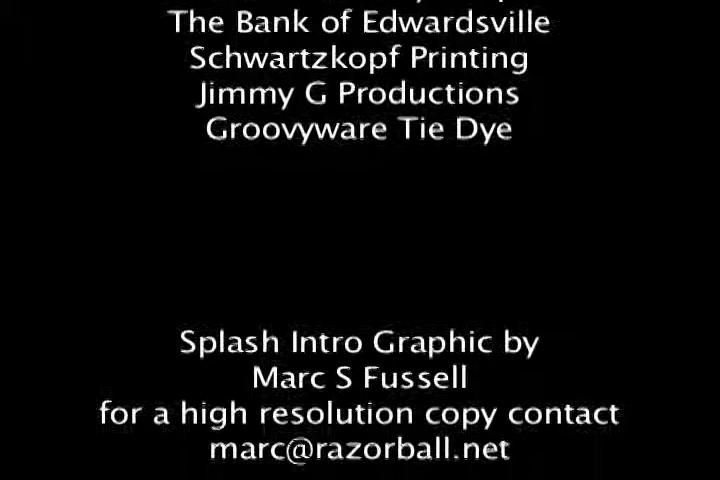 The Bank of Edwardsville
Schwartzkopf Printing
Jimmy G Productions
Groovyware Tie Dye
Splash Intro Graphic by
Marc S Fussell
for a high resolution copy contact
marc@razorball.net